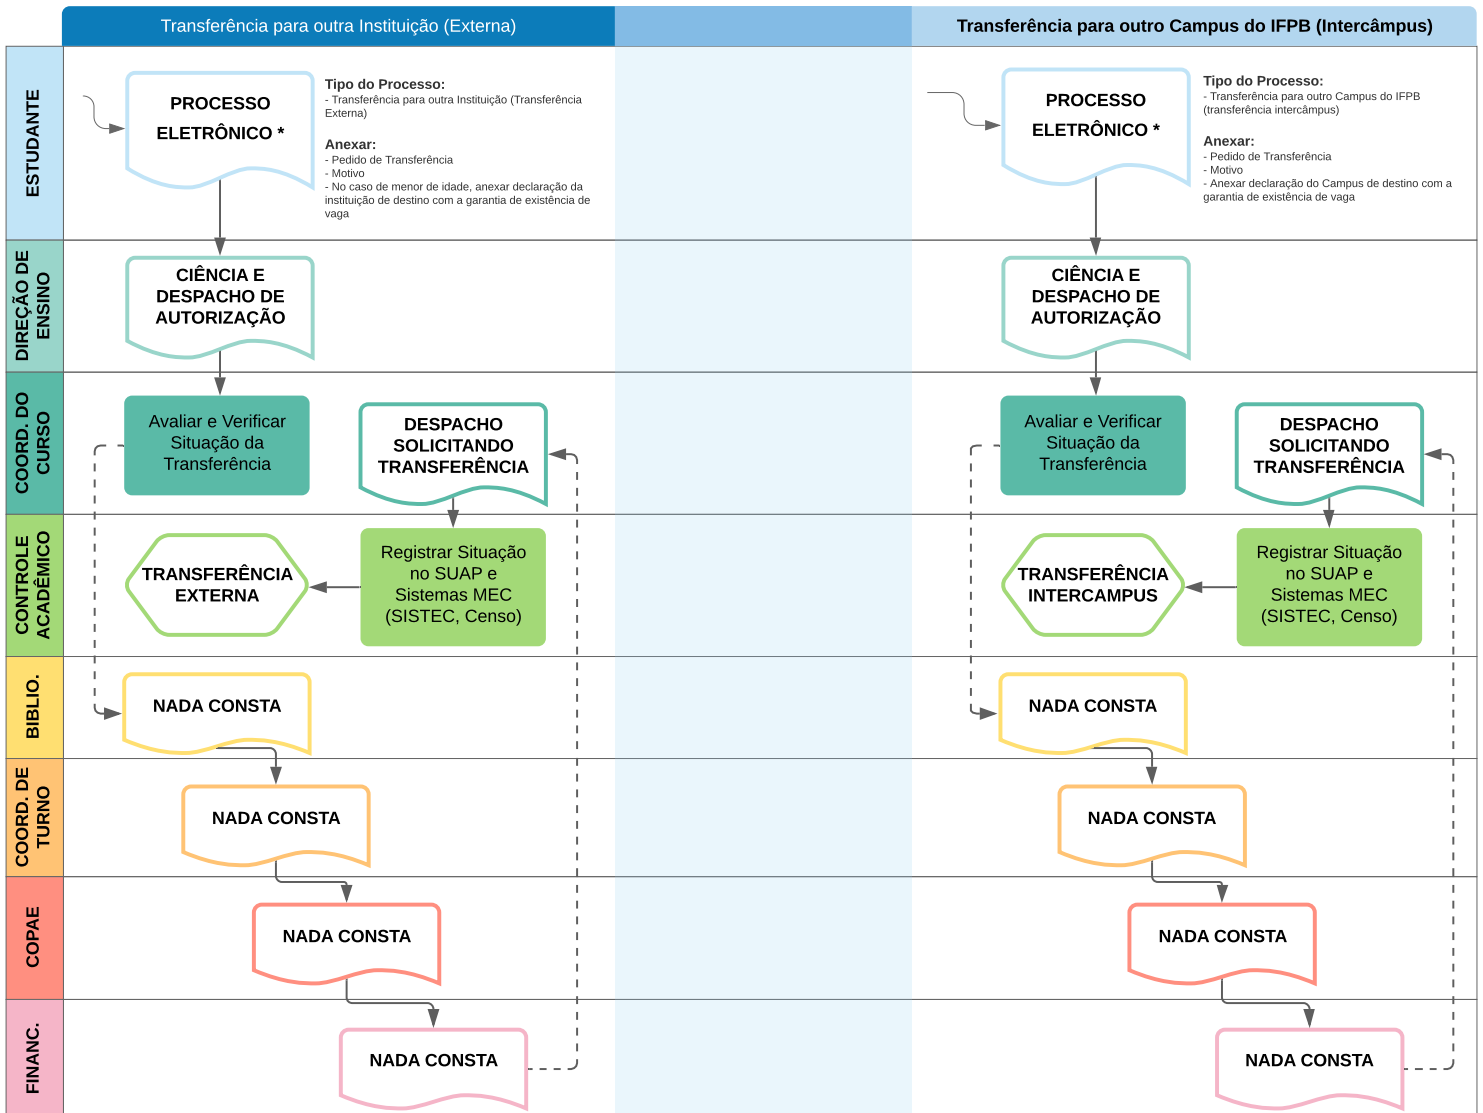 Transferência para outra Instituição (Externa)
Transferência para outro Campus do IFPB (Intercâmpus)
ESTUDANTE
PROCESSO
ELETRÔNICO *
Tipo do Processo:
- Transferência para outra Instituição (Transferência
Externa)
Anexar:
- Pedido de Transferência
- Motivo
- No caso de menor de idade, anexar declaração da
instituição de destino com a garantia de existência de
vaga
PROCESSO
ELETRÔNICO *
Tipo do Processo:
- Transferência para outro Campus do IFPB
(transferência intercâmpus)
Anexar:
- Pedido de Transferência
- Motivo
- Anexar declaração do Campus de destino com a
garantia de existência de vaga
DIREÇÃO DE
ENSINO
CIÊNCIA E
DESPACHO DE
AUTORIZAÇÃO
CIÊNCIA E
DESPACHO DE
AUTORIZAÇÃO
COORD. DO
CURSO
Avaliar e Verificar
Situação da
Transferência
DESPACHO
SOLICITANDO
TRANSFERÊNCIA
Avaliar e Verificar
Situação da
Transferência
DESPACHO
SOLICITANDO
TRANSFERÊNCIA
CONTROLE
ACADÊMICO
TRANSFERÊNCIA
EXTERNA
Registrar Situação
no SUAP e
Sistemas MEC
(SISTEC, Censo)
TRANSFERÊNCIA
INTERCAMPUS
Registrar Situação
no SUAP e
Sistemas MEC
(SISTEC, Censo)
BIBLIO.
NADA CONSTA
NADA CONSTA
COORD. DE
TURNO
NADA CONSTA
NADA CONSTA
COPAE
NADA CONSTA
NADA CONSTA
FINANC.
NADA CONSTA
NADA CONSTA